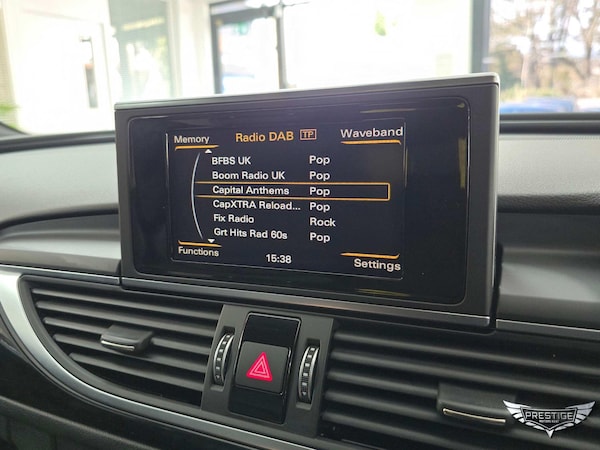 Memory Radio DAB TP Waveband
BFBS UK Pop
Boom Radio UK Pop
Capital Anthems Pop
CapXTRA Reload... Pop
Fix Radio Rock
Grt Hits Rad 60s Pop
Functions 15:38 Settings
PRESTIGE